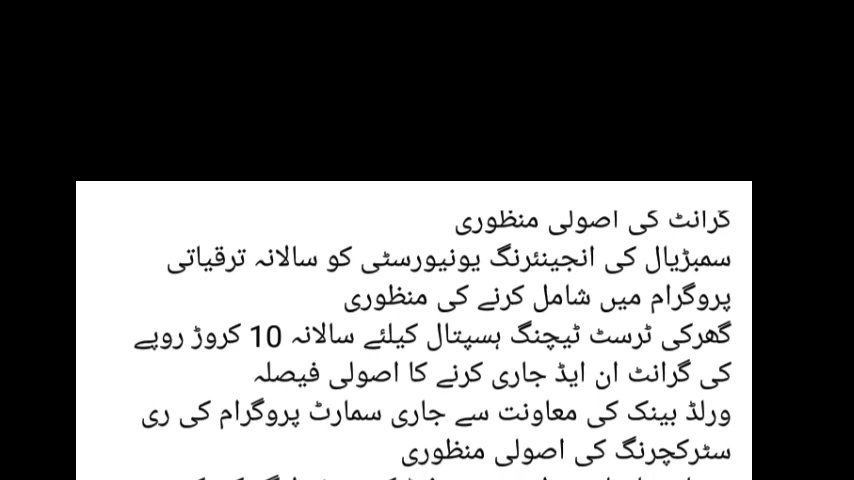 گرانٹ کی اصولی منظوری
سمبڑیال کی انجینئرنگ یونیورسٹی کو سالانہ ترقیاتی
پروگرام میں شامل کرنے کی منظوری
گھرکی ٹرسٹ ٹیچنگ ہسپتال کیلئے سالانہ 10 کروڑ روپے
کی گرانٹ ان ایڈ جاری کرنے کا اصولی فیصلہ
ورلڈ بینک کی معاونت سے جاری سمارٹ پروگرام کی ری
سٹرکچرنگ کی اصولی منظوری